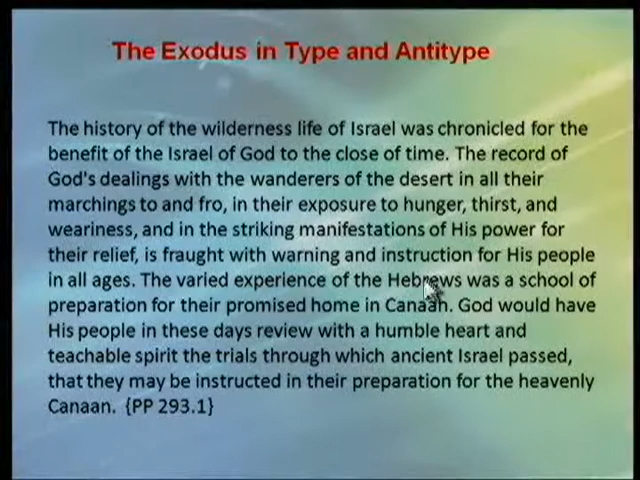 The Exodus in Type and Antitype
The history of the wilderness life of Israel was chronicled for the
benefit of the Israel of God to the close of time. The record of
God's dealings with the wanderers of the desert in all their
marchings to and fro, in their exposure to hunger, thirst, and
weariness, and in the striking manifestations of His power for
their relief, is fraught with warning and instruction for His people
in all ages. The varied experience of the Hebrews was a school of
preparation for their promised home in Canaan. God would have
His people in these days review with a humble heart and
teachable spirit the trials through which ancient Israel passed,
that they may be instructed in their preparation for the heavenly
Canaan. {PP 293.1}